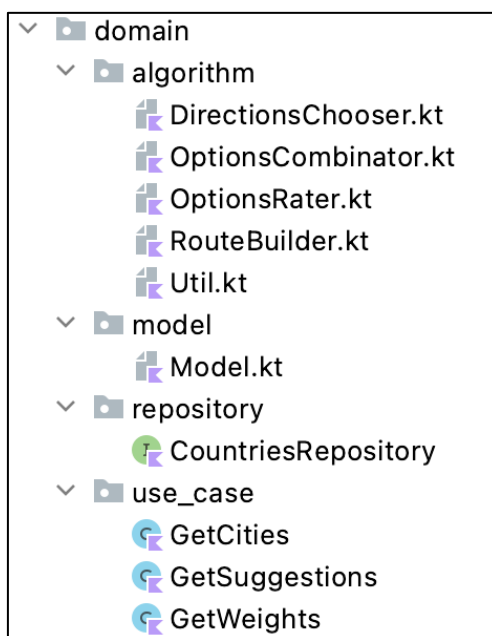 domain
algorithm
DirectionsChooser.kt
OptionsCombinator.kt
OptionsRater.kt
RouteBuilder.kt
Util.kt
model
Model.kt
repository
CountriesRepository
use_case
GetCities
GetSuggestions
GetWeights